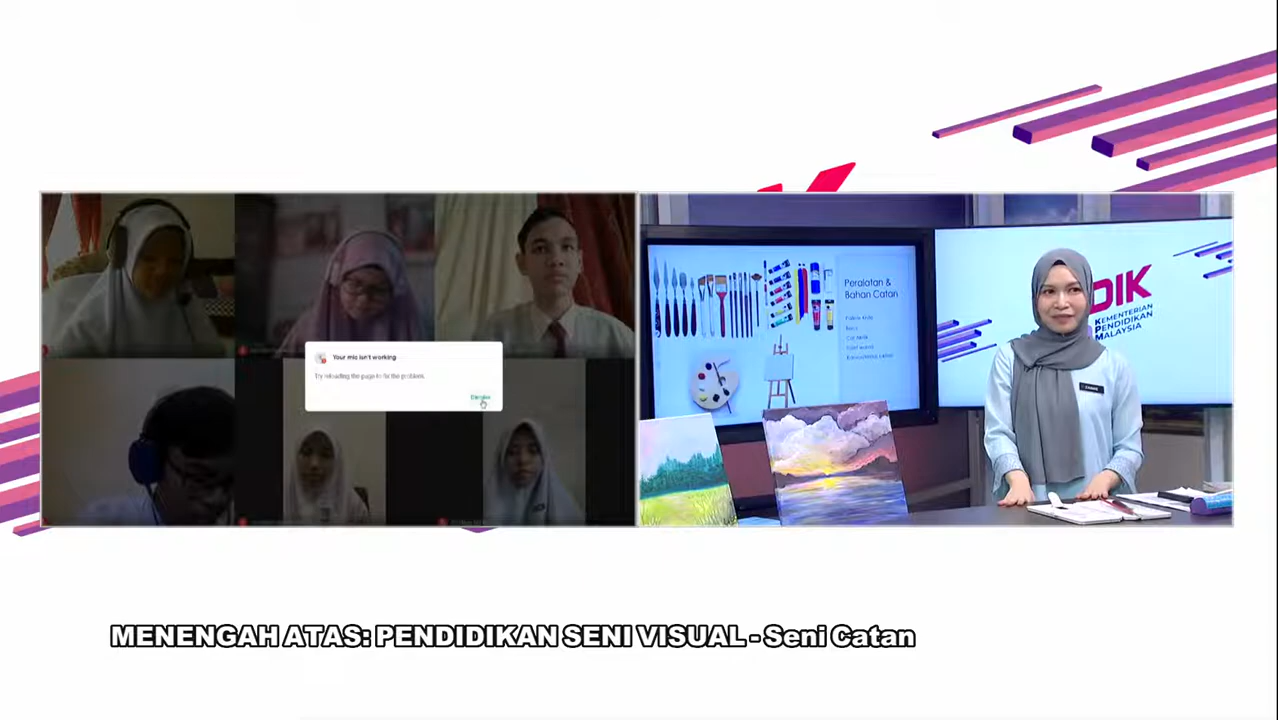 Your mic isn't working
Try reloading the page to fix the problem.
Dismiss
Peralatan &
Bahan Catan
DIK
KEMENTERIAN
PENDIDIKAN
MALAYSIA
MENENGAH ATAS: PENDIDIKAN SENI VISUAL - Seni Catan